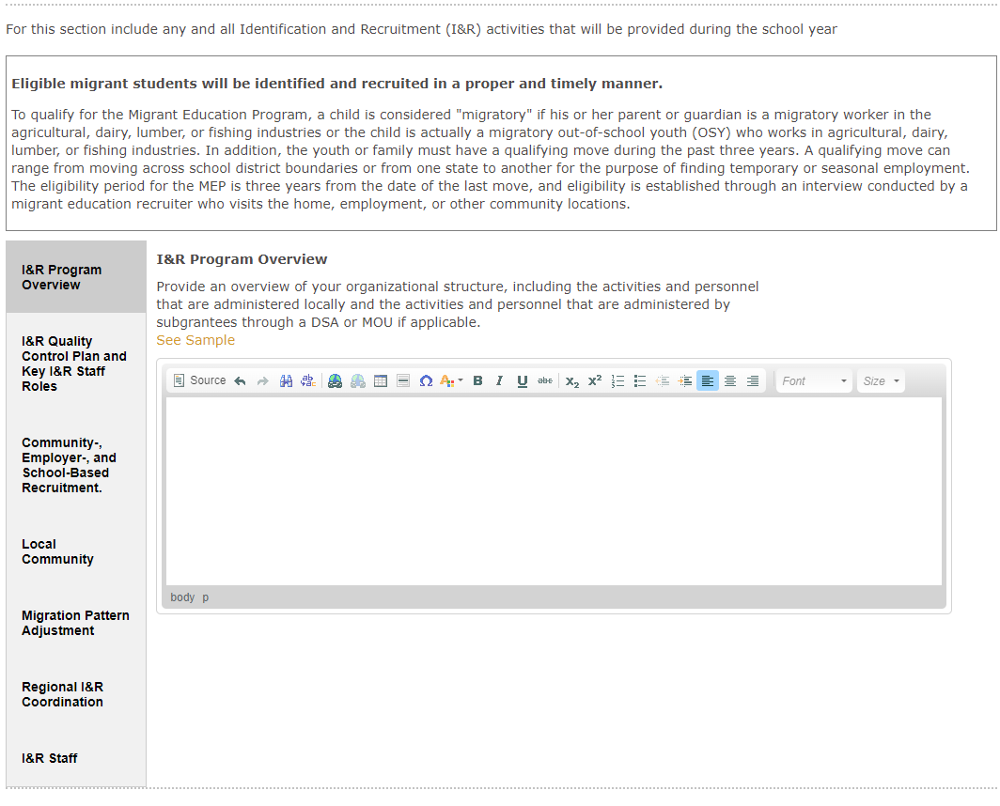 For this section include any and all Identification and Recruitment (I&R) activities that will be provided during the school year
Eligible migrant students will be identified and recruited in a proper and timely manner.
To qualify for the Migrant Education Program, a child is considered "migratory" if his or her parent or guardian is a migratory worker in the
agricultural, dairy, lumber, or fishing industries or the child is actually a migratory out-of-school youth (OSY) who works in agricultural, dairy,
lumber, or fishing industries. In addition, the youth or family must have a qualifying move during the past three years. A qualifying move can
range from moving across school district boundaries or from one state to another for the purpose of finding temporary or seasonal employment.
The eligibility period for the MEP is three years from the date of the last move, and eligibility is established through an interview conducted by a
migrant education recruiter who visits the home, employment, or other community locations.
I&R Program
Overview
I&R Quality
Control Plan and
Key I&R Staff
Roles
Community-,
Employer-, and
School-Based
Recruitment.
Local
Community
Migration Pattern
Adjustment
Regional I&R
Coordination
I&R Staff
I&R Program Overview
Provide an overview of your organizational structure, including the activities and personnel
that are administered locally and the activities and personnel that are administered by
subgrantees through a DSA or MOU if applicable.
See Sample
Source B I U abc X₂ X² Font Size
body p